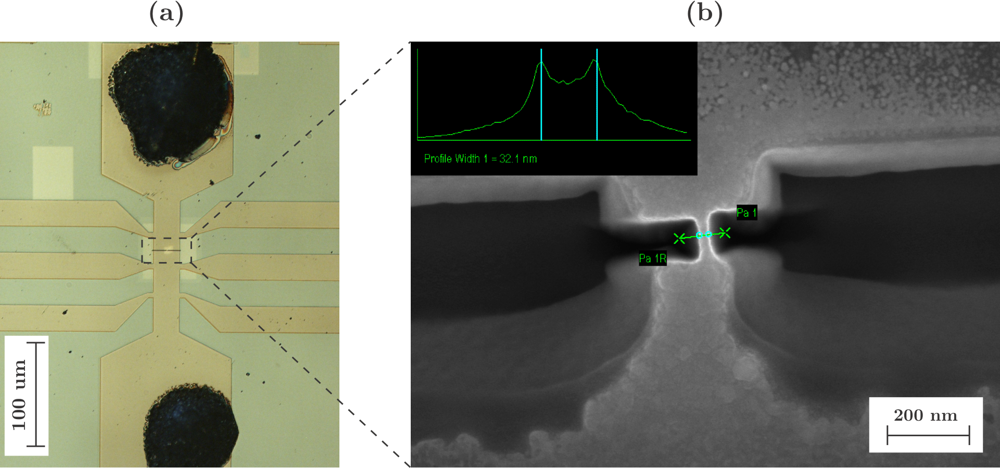 (a)
(b)
Profile Width 1 = 32.1 nm
Pa 1
Pa 1R
100 um
200 nm